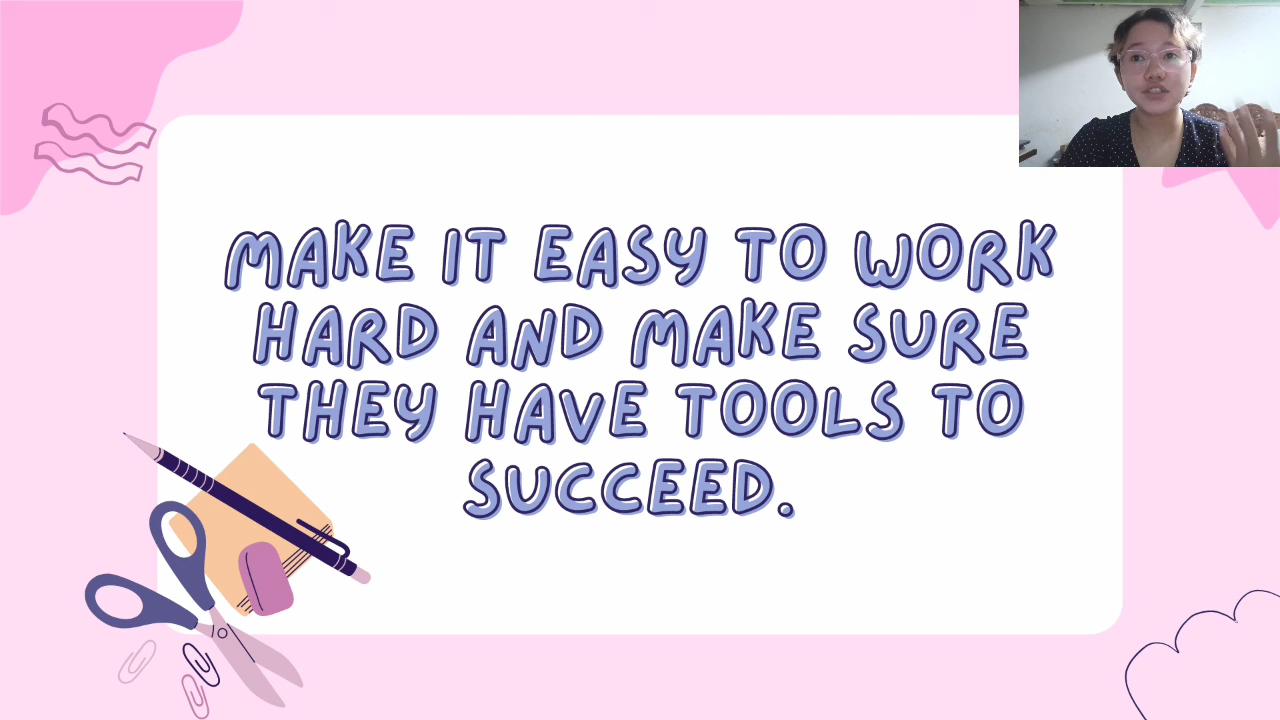 MAKE IT EASY TO WORK
HARD AND MAKE SURE
THEY HAVE TOOLS TO
SUCCEED.